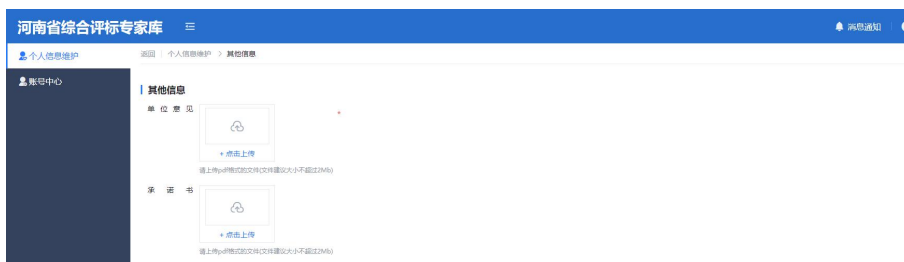 河南省综合评标专家库
消息通知
个人信息维护
返回 | 个人信息维护 > 其他信息
账号中心
其他信息
单位意见
*
+ 点击上传
请上传pdf格式的文件(文件建议大小不超过2Mb)
承诺书
+ 点击上传
请上传pdf格式的文件(文件建议大小不超过2Mb)